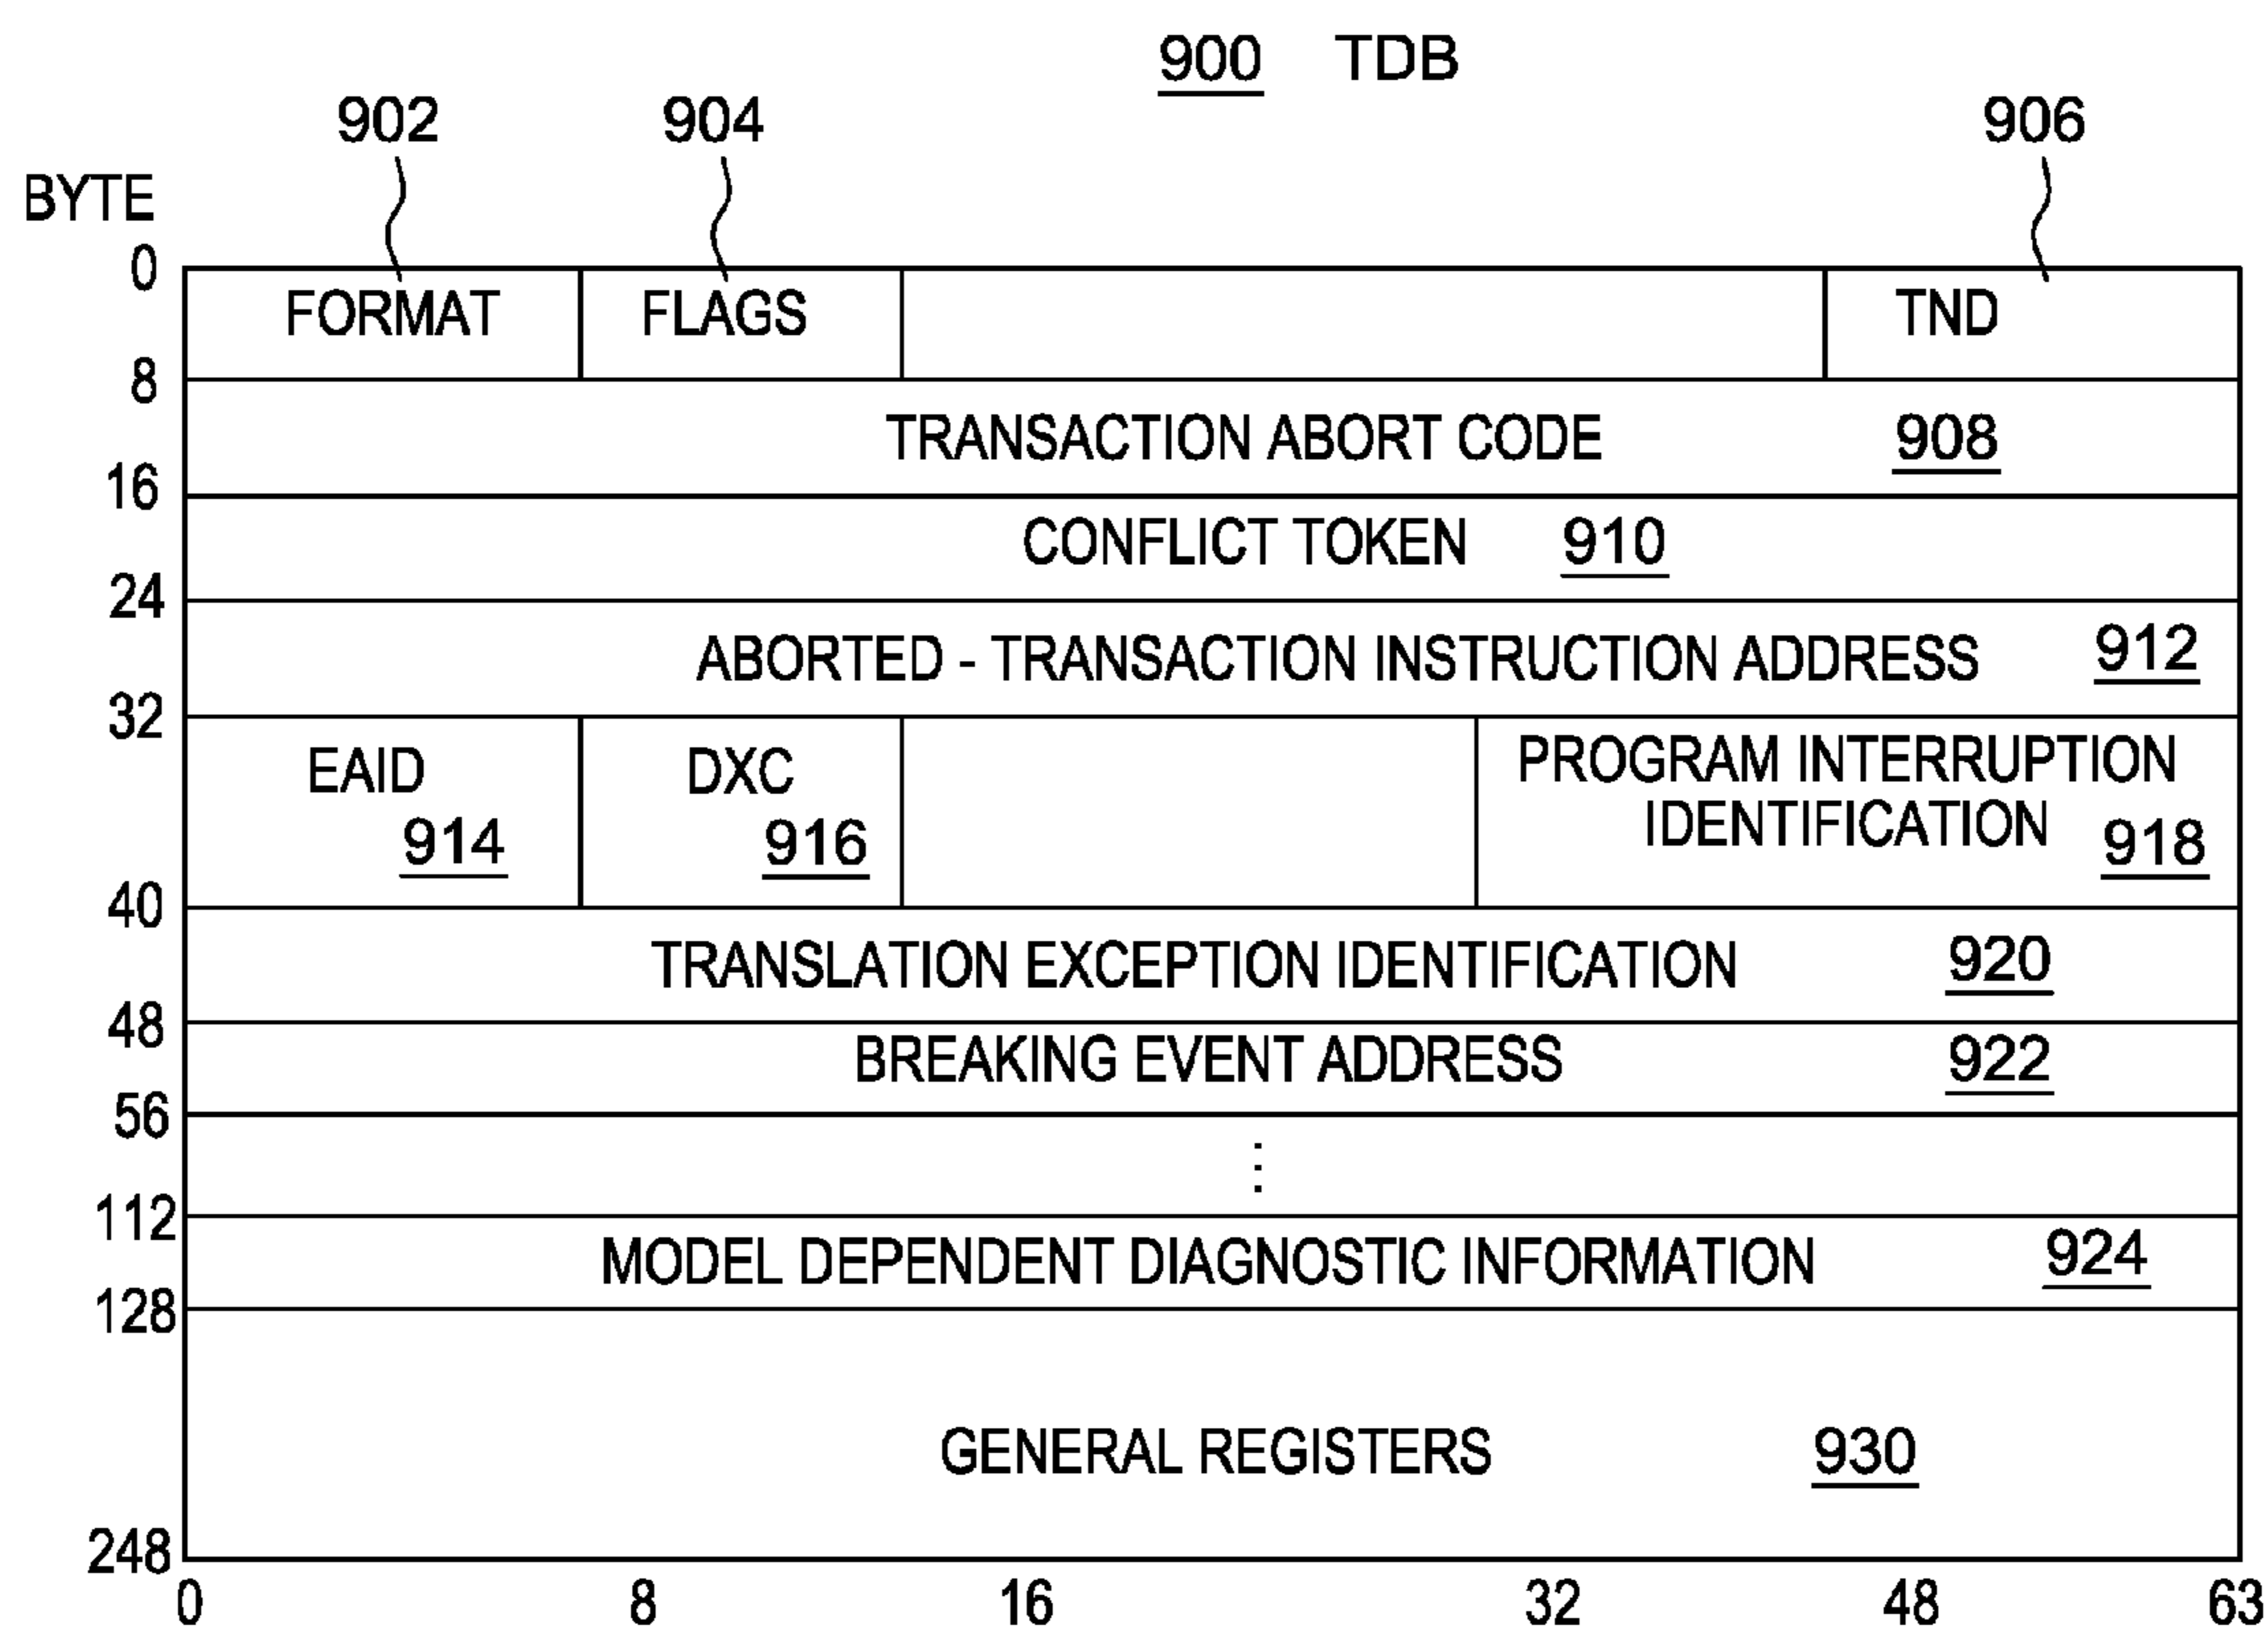 900 TDB
902 904 906
BYTE
0
FORMAT FLAGS TND
8
TRANSACTION ABORT CODE 908
16
CONFLICT TOKEN 910
24
ABORTED - TRANSACTION INSTRUCTION ADDRESS 912
32
EAID DXC PROGRAM INTERRUPTION
IDENTIFICATION
914 916 918
40
TRANSLATION EXCEPTION IDENTIFICATION 920
48
BREAKING EVENT ADDRESS 922
56
⋮
112
MODEL DEPENDENT DIAGNOSTIC INFORMATION 924
128
GENERAL REGISTERS 930
248
0 8 16 32 48 63